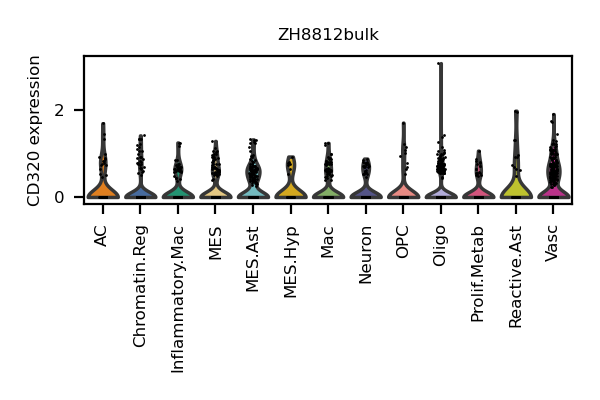 ZH8812bulk
CD320 expression
2
0
AC
Chromatin.Reg
Inflammatory.Mac
MES
MES.Ast
MES.Hyp
Mac
Neuron
OPC
Oligo
Prolif.Metab
Reactive.Ast
Vasc